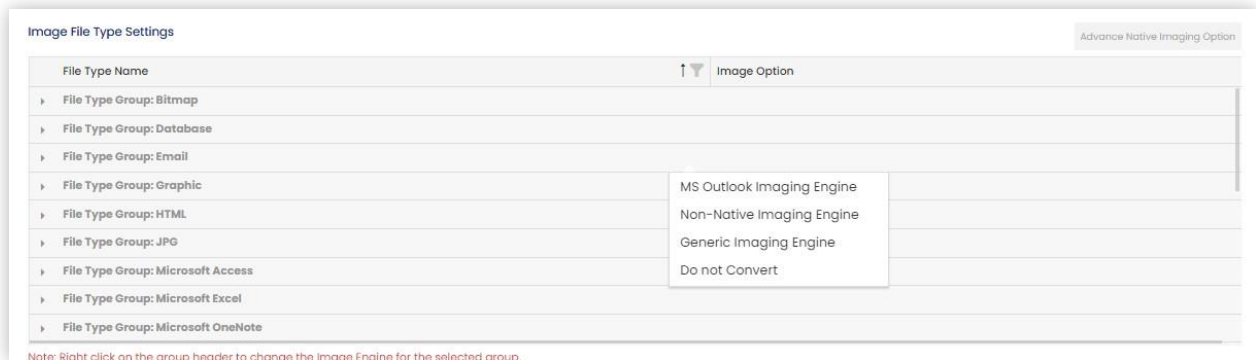 Image File Type Settings
Advance Native Imaging Option
File Type Name
Image Option
File Type Group: Bitmap
File Type Group: Database
File Type Group: Email
File Type Group: Graphic
File Type Group: HTML
File Type Group: JPG
File Type Group: Microsoft Access
File Type Group: Microsoft Excel
File Type Group: Microsoft OneNote
MS Outlook Imaging Engine
Non-Native Imaging Engine
Generic Imaging Engine
Do not Convert
Note: Right click on the group header to change the Image Engine for the selected group.